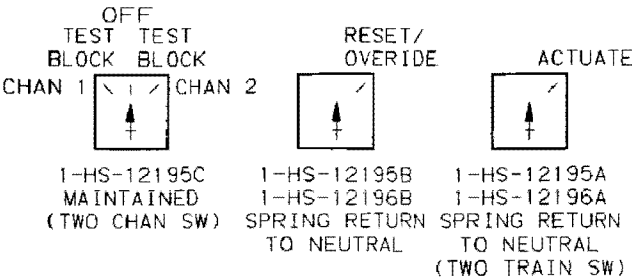 OFF
TEST TEST
BLOCK BLOCK
CHAN 1 CHAN 2
1-HS-12195C
MAINTAINED
(TWO CHAN SW)
RESET/
OVERIDE
1-HS-12195B
1-HS-12196B
SPRING RETURN
TO NEUTRAL
ACTUATE
1-HS-12195A
1-HS-12196A
SPRING RETURN
TO NEUTRAL
(TWO TRAIN SW)